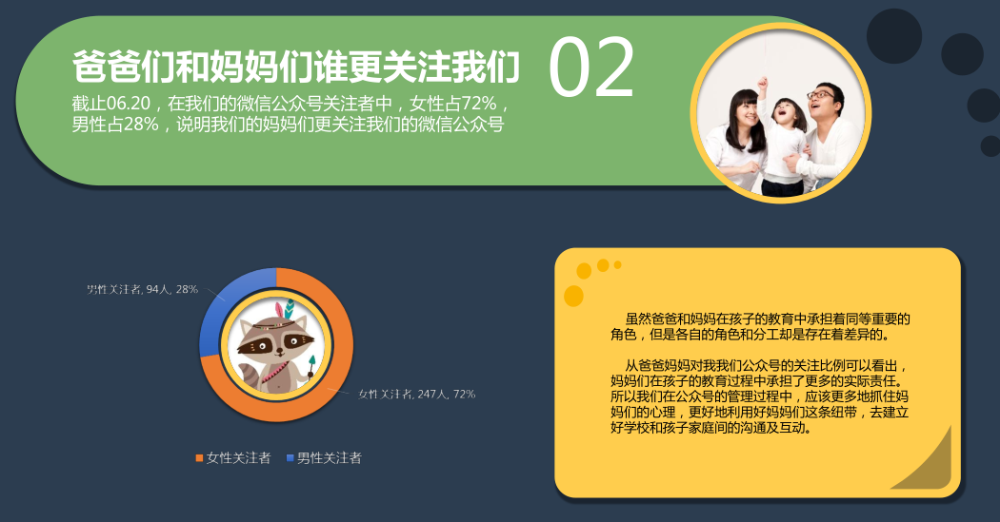 爸爸们和妈妈们谁更关注我们
02
截止06.20，在我们的微信公众号关注者中，女性占72%，
男性占28%，说明我们的妈妈们更关注我们的微信公众号
男性关注者, 94人, 28%
女性关注者, 247人, 72%
女性关注者 男性关注者
虽然爸爸和妈妈在孩子的教育中承担着同等重要的
角色，但是各自的角色和分工却是存在着差异的。
从爸爸妈妈对我我们公众号的关注比例可以看出，
妈妈们在孩子的教育过程中承担了更多的实际责任。
所以我们在公众号的管理过程中，应该更多地抓住妈
妈们的心理，更好地利用好妈妈们这条纽带，去建立
好学校和孩子家庭间的沟通及互动。